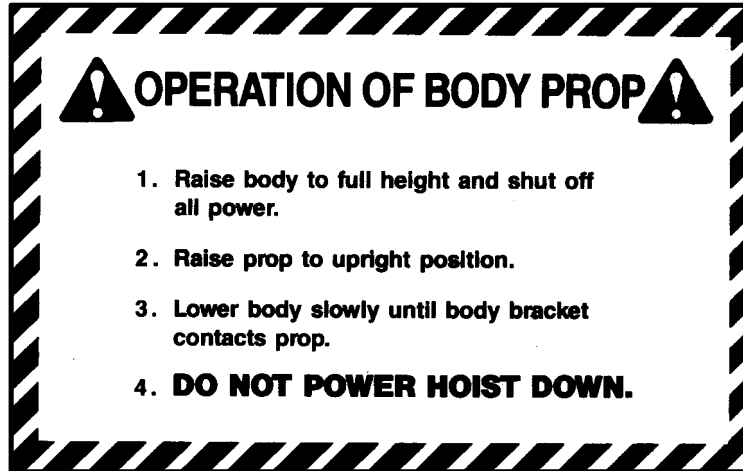 OPERATION OF BODY PROP
1. Raise body to full height and shut off
all power.
2. Raise prop to upright position.
3. Lower body slowly until body bracket
contacts prop.
4. DO NOT POWER HOIST DOWN.